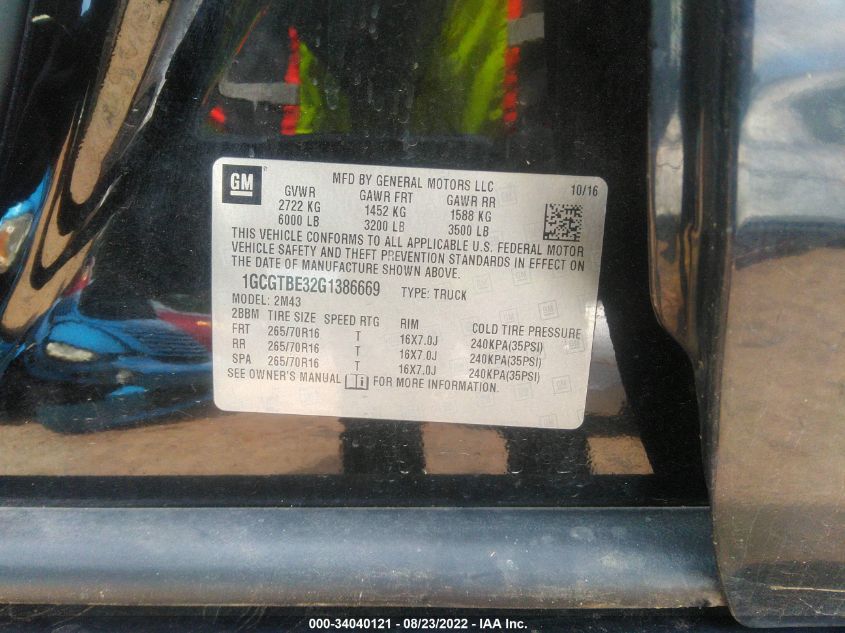 GM
MFD BY GENERAL MOTORS LLC 10/16
GVWR GAWR FRT GAWR RR
2722 KG 1452 KG 1588 KG
6000 LB 3200 LB 3500 LB
THIS VEHICLE CONFORMS TO ALL APPLICABLE U.S. FEDERAL MOTOR
VEHICLE SAFETY AND THEFT PREVENTION STANDARDS IN EFFECT ON
THE DATE OF MANUFACTURE SHOWN ABOVE.
1GCGTBE32G1386669 TYPE: TRUCK
MODEL: 2M43
2BBM TIRE SIZE SPEED RTG RIM COLD TIRE PRESSURE
FRT 265/70R16 T 16X7.0J 240KPA(35PSI)
RR 265/70R16 T 16X7.0J 240KPA(35PSI)
SPA 265/70R16 T 16X7.0J 240KPA(35PSI)
SEE OWNER'S MANUAL FOR MORE INFORMATION.
000-34040121 - 08/23/2022 - IAA Inc.